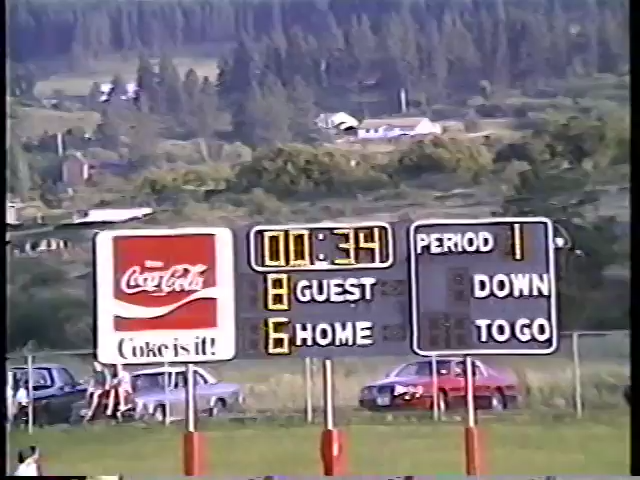 Coca-Cola
Coke is it!
00:34
8 GUEST
6 HOME
PERIOD 1
DOWN
TO GO